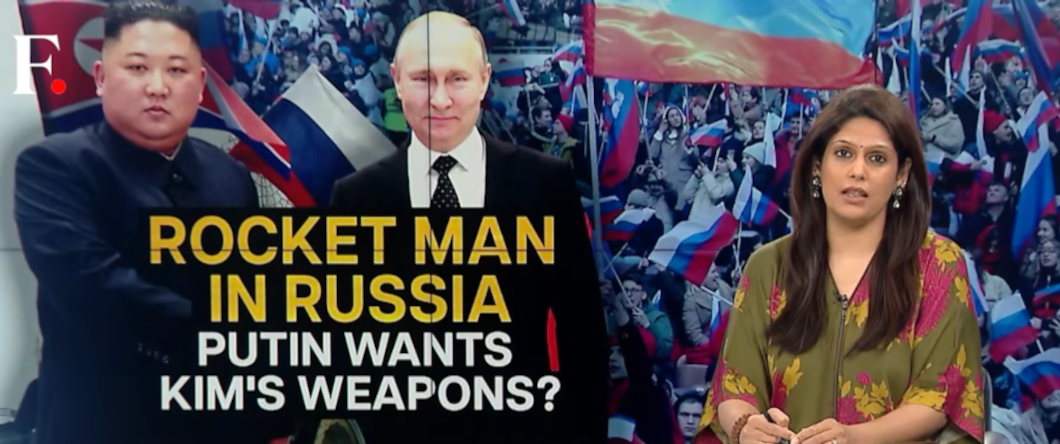 F.
ROCKET MAN
IN RUSSIA
PUTIN WANTS
KIM'S WEAPONS?